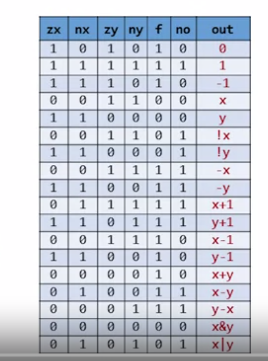 zx nx zy ny f no out
1 0 1 0 1 0 0
1 1 1 1 1 1 1
1 1 1 0 1 0 -1
0 0 1 1 0 0 x
1 1 0 0 0 0 y
0 0 1 1 0 1 !x
1 1 0 0 0 1 !y
0 0 1 1 1 1 -x
1 1 0 0 1 1 -y
0 1 1 1 1 1 x+1
1 1 0 1 1 1 y+1
0 0 1 1 1 0 x-1
1 1 0 0 1 0 y-1
0 0 0 0 1 0 x+y
0 1 0 0 1 1 x-y
0 0 0 1 1 1 y-x
0 0 0 0 0 0 x&y
0 1 0 1 0 1 x|y